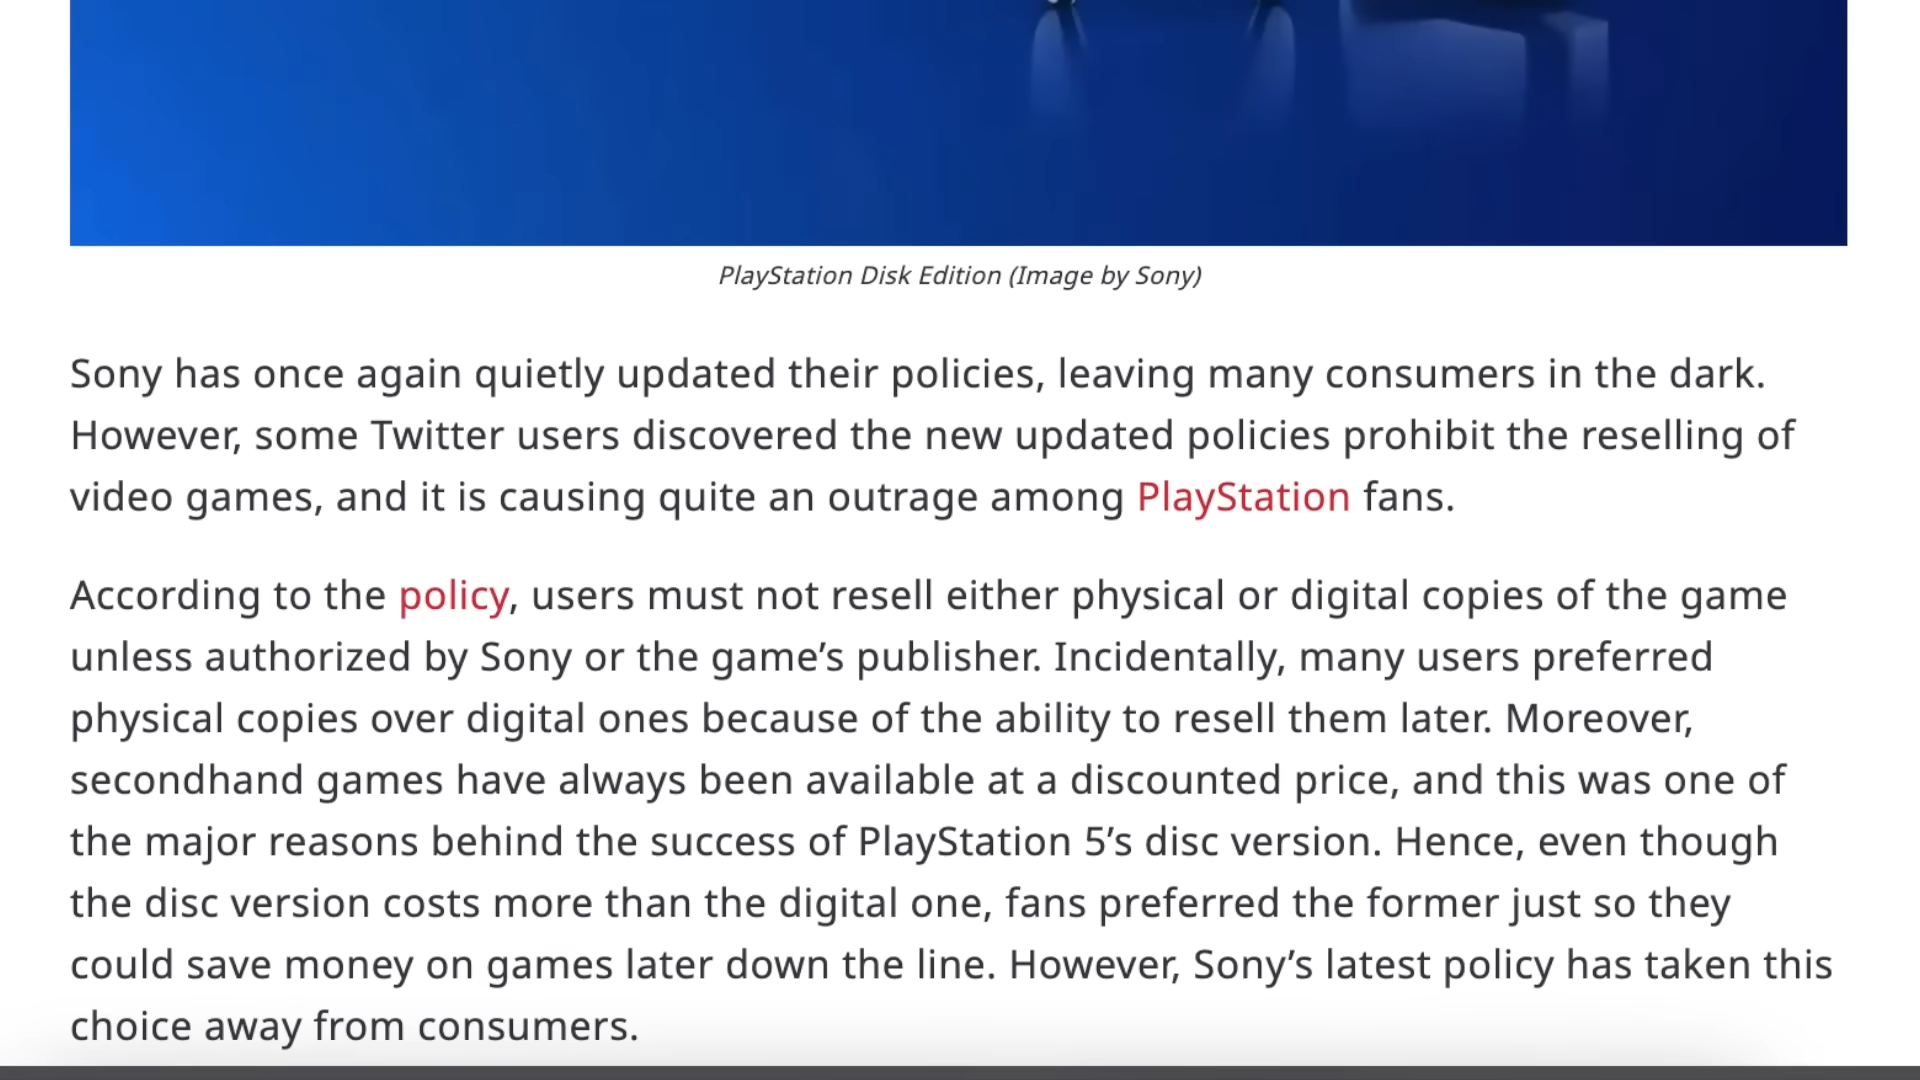 PlayStation Disk Edition (Image by Sony)
Sony has once again quietly updated their policies, leaving many consumers in the dark.
However, some Twitter users discovered the new updated policies prohibit the reselling of
video games, and it is causing quite an outrage among PlayStation fans.
According to the policy, users must not resell either physical or digital copies of the game
unless authorized by Sony or the game’s publisher. Incidentally, many users preferred
physical copies over digital ones because of the ability to resell them later. Moreover,
secondhand games have always been available at a discounted price, and this was one of
the major reasons behind the success of PlayStation 5’s disc version. Hence, even though
the disc version costs more than the digital one, fans preferred the former just so they
could save money on games later down the line. However, Sony’s latest policy has taken this
choice away from consumers.